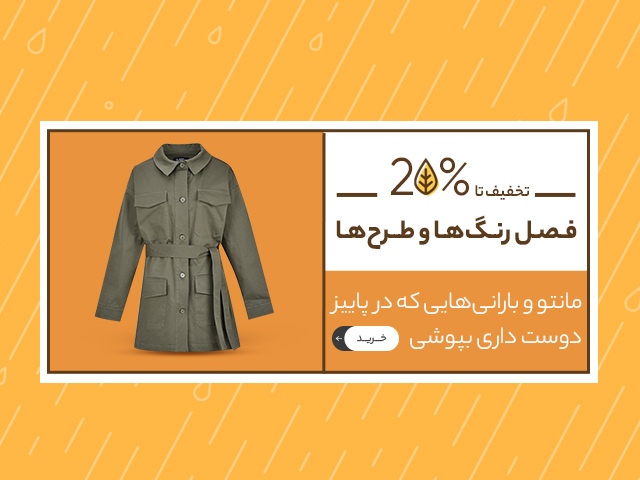 تخفیف تا 20%
فصل رنگ‌ها و طرح‌ها
مانتو و بارانی‌هایی که در پاییز
دوست داری بپوشی
خرید